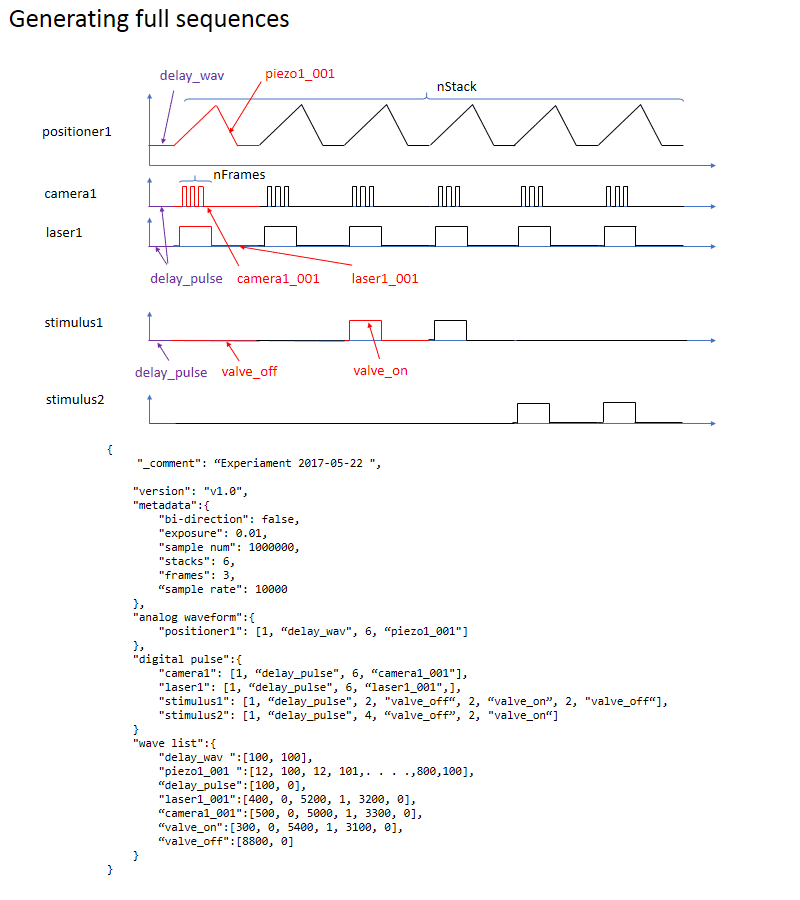 Generating full sequences
delay_wav
piezo1_001
nStack
positioner1
nFrames
camera1
laser1
delay_pulse
camera1_001
laser1_001
stimulus1
delay_pulse
valve_off
valve_on
stimulus2
{
"_comment": “Experiament 2017-05-22 ",
"version": "v1.0",
"metadata":{
"bi-direction": false,
"exposure": 0.01,
"sample num": 1000000,
"stacks": 6,
"frames": 3,
“sample rate": 10000
},
"analog waveform":{
"positioner1": [1, “delay_wav", 6, “piezo1_001"]
},
"digital pulse":{
"camera1": [1, “delay_pulse", 6, “camera1_001"],
"laser1": [1, “delay_pulse", 6, “laser1_001",],
"stimulus1": [1, “delay_pulse", 2, "valve_off“, 2, “valve_on”, 2, "valve_off“],
"stimulus2": [1, “delay_pulse", 4, “valve_off”, 2, "valve_on“]
}
"wave list":{
"delay_wav ":[100, 100],
"piezo1_001 ":[12, 100, 12, 101,. . . .,800,100],
“delay_pulse":[100, 0],
"laser1_001":[400, 0, 5200, 1, 3200, 0],
“camera1_001":[500, 0, 5000, 1, 3300, 0],
“valve_on":[300, 0, 5400, 1, 3100, 0],
“valve_off":[8800, 0]
}
}